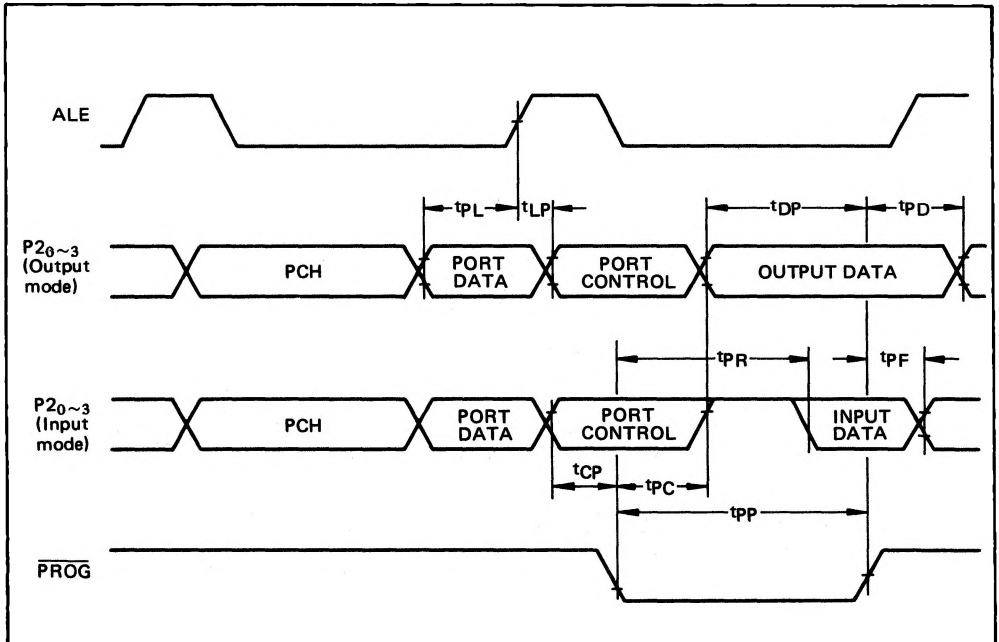 ALE
tPL
tLP
tDP
tPD
P20~3
(Output
mode)
PCH
PORT
DATA
PORT
CONTROL
OUTPUT DATA
tPR
tPF
P20~3
(Input
mode)
PCH
PORT
DATA
PORT
CONTROL
INPUT
DATA
tCP
tPC
tPP
PROG